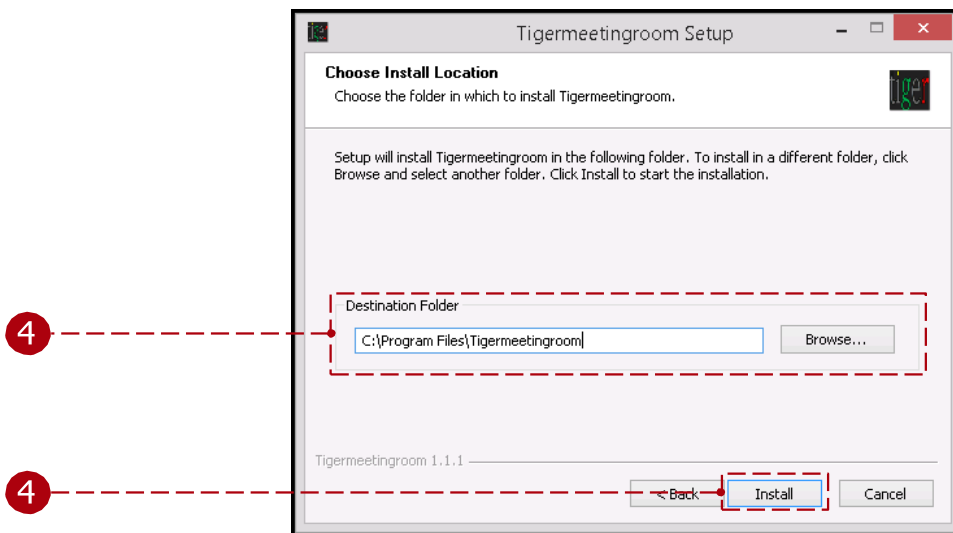 Tigermeetingroom Setup
Choose Install Location
Choose the folder in which to install Tigermeetingroom.
tiger
Setup will install Tigermeetingroom in the following folder. To install in a different folder, click
Browse and select another folder. Click Install to start the installation.
Destination Folder
4
C:\Program Files\Tigermeetingroom
Browse...
Tigermeetingroom 1.1.1
4
< Back
Install
Cancel